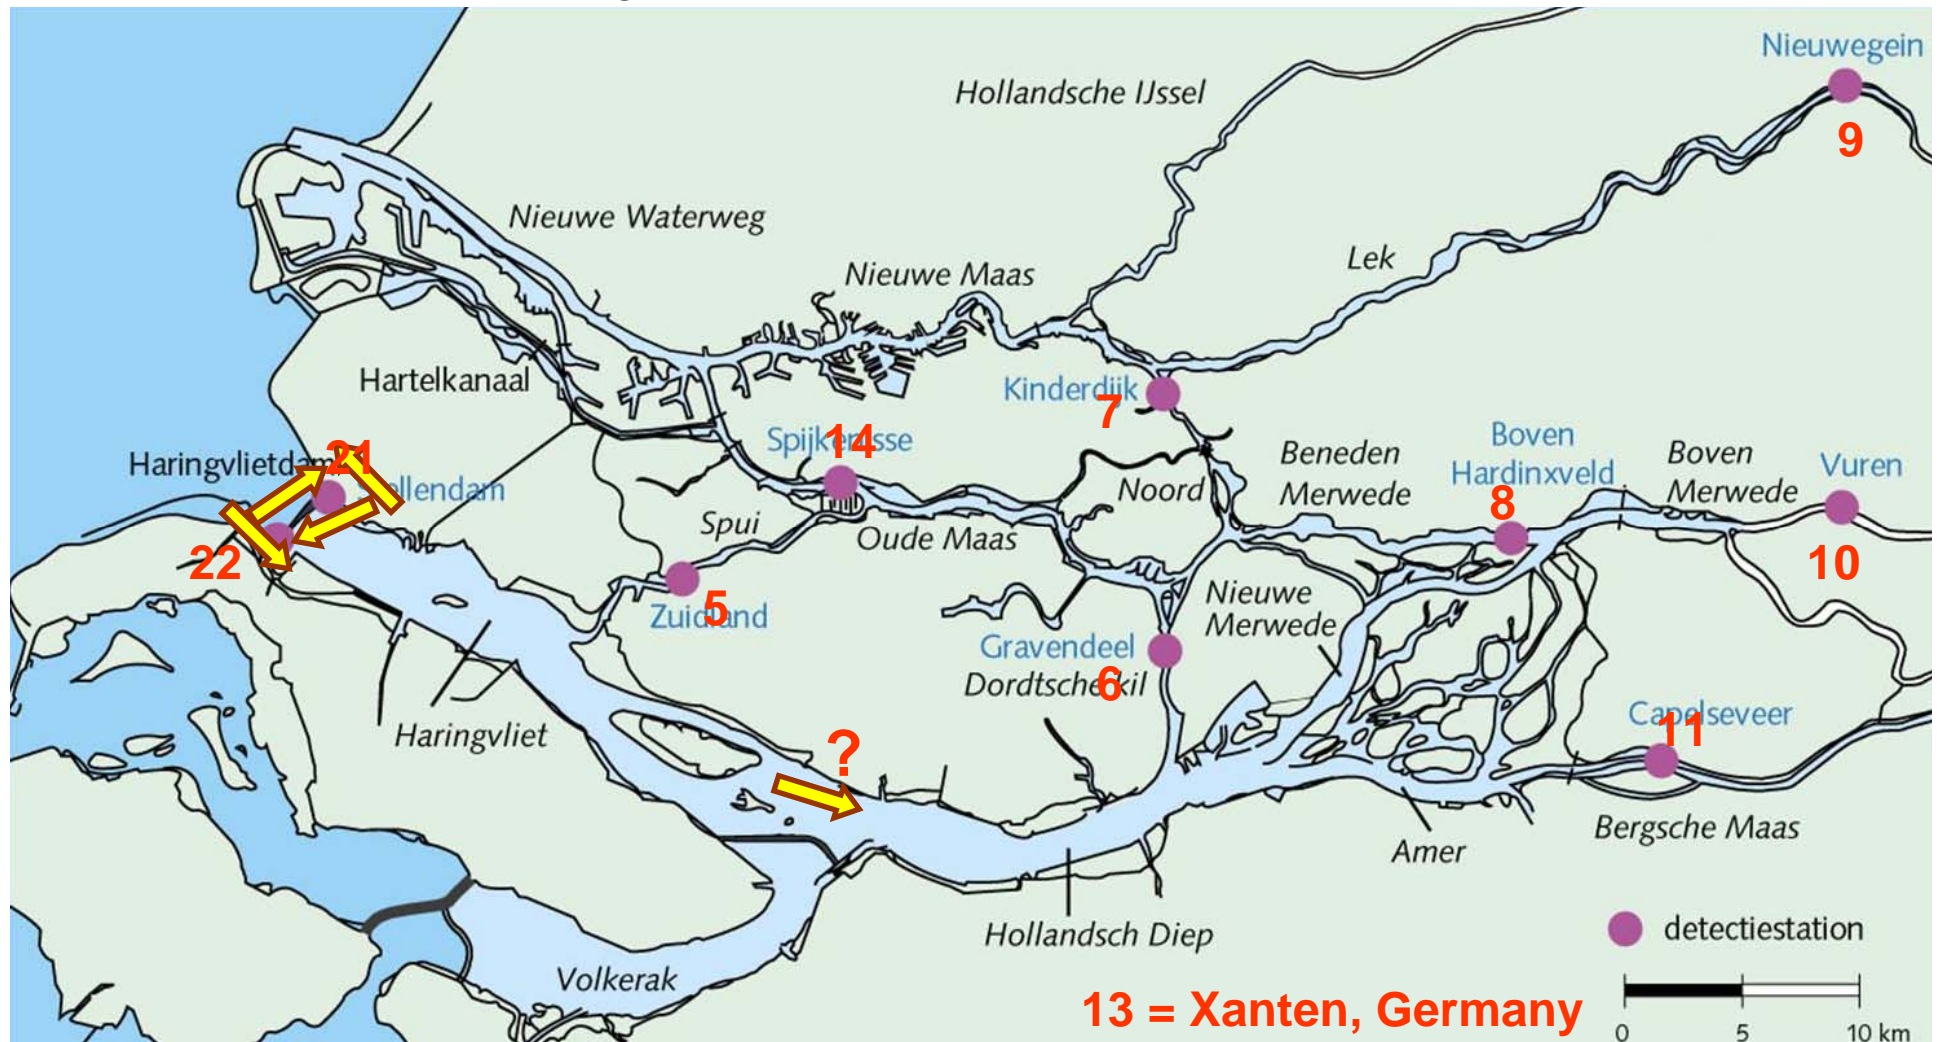 Nieuwegein
Hollandsche IJssel
9
Nieuwe Waterweg
Lek
Nieuwe Maas
Hartelkanaal
Kinderdijk
7
Spijkenisse
14
Boven
Hardinxveld
Beneden
Merwede
Boven
Merwede
Vuren
Haringvlietdam
21
Stellendam
Noord
8
Spui
Oude Maas
22
10
5
Zuidland
Nieuwe
Merwede
Gravendeel
Dordtsche kil
6
Capelseveer
11
Haringvliet
?
Bergsche Maas
Amer
Hollandsch Diep
detectiestation
Volkerak
13 = Xanten, Germany
0 5 10 km